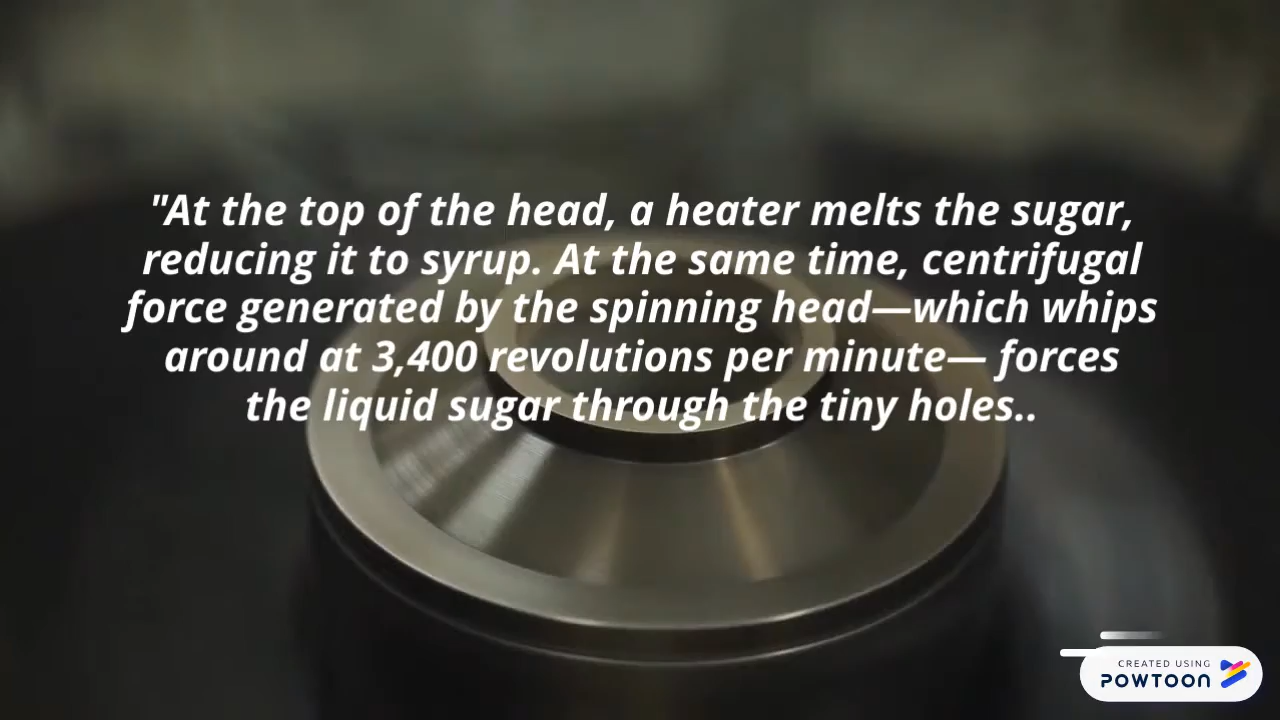 "At the top of the head, a heater melts the sugar,
reducing it to syrup. At the same time, centrifugal
force generated by the spinning head—which whips
around at 3,400 revolutions per minute— forces
the liquid sugar through the tiny holes..
CREATED USING
POWTOON